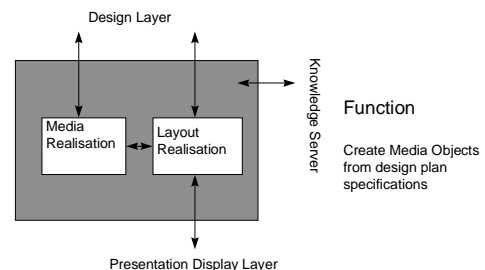 Design Layer
Knowledge Server
Media
Realisation
Layout
Realisation
Function
Create Media Objects
from design plan
specifications
Presentation Display Layer